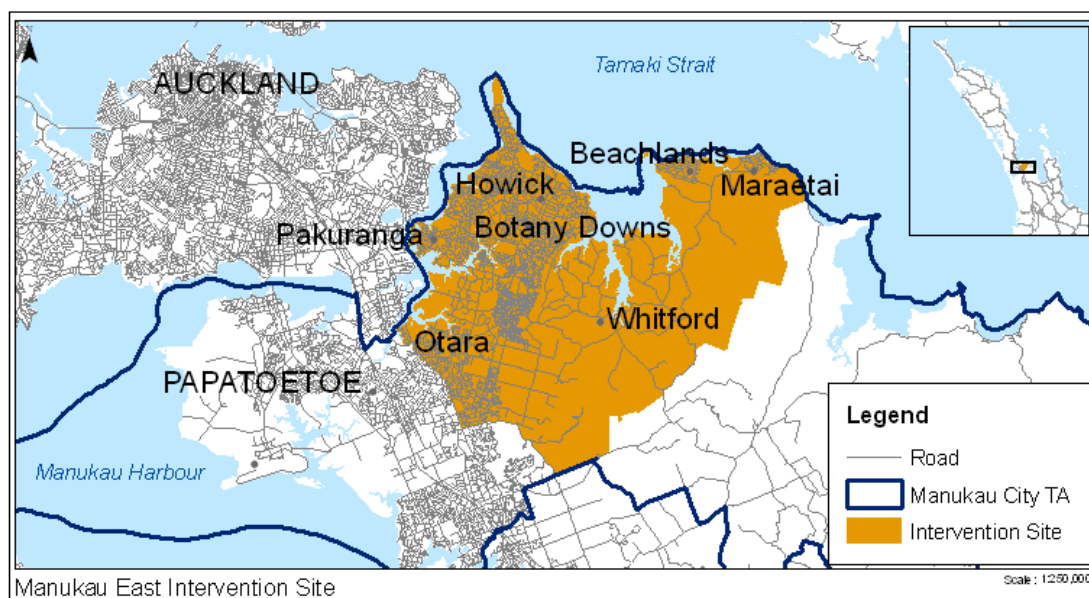 Tamaki Strait
AUCKLAND
Beachlands
Howick
Maraetai
Pakuranga
Botany Downs
Whitford
Otara
PAPATOETOE
Manukau Harbour
Legend
Road
Manukau City TA
Intervention Site
Manukau East Intervention Site
Scale : 1:250,000